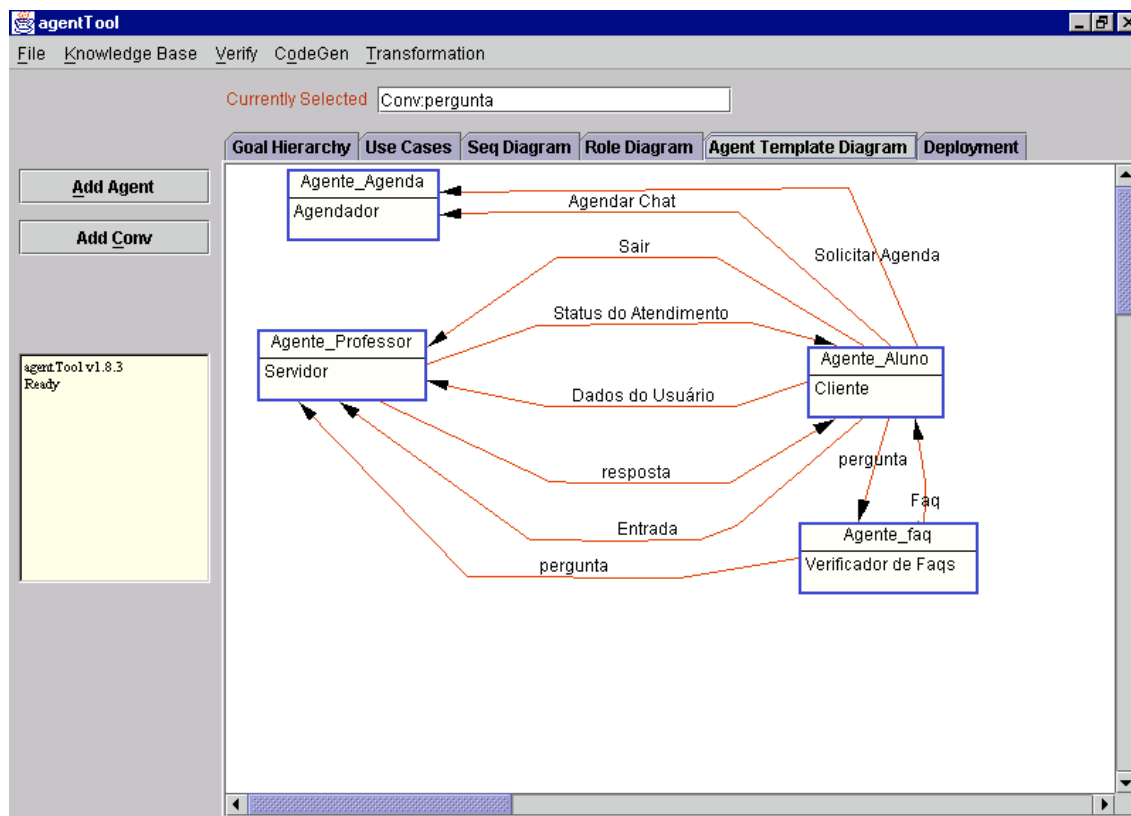 agentTool
File Knowledge Base Verify CodeGen Transformation
Currently Selected Conv:pergunta
Goal Hierarchy Use Cases Seq Diagram Role Diagram Agent Template Diagram Deployment
Add Agent
Add Conv
agentTool v1.8.3
Ready
Agente_Agenda
Agendador
Agendar Chat
Solicitar Agenda
Sair
Status do Atendimento
Agente_Professor
Servidor
Agente_Aluno
Cliente
Dados do Usuário
resposta
pergunta
Faq
Entrada
pergunta
Agente_faq
Verificador de Faqs